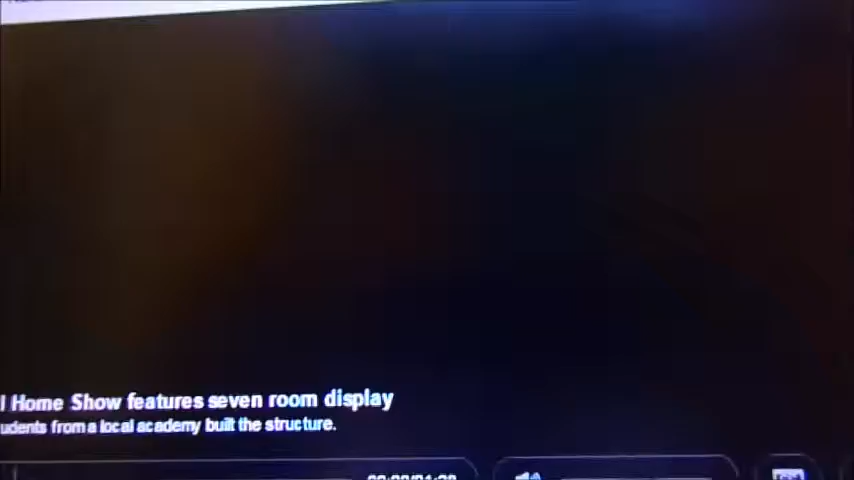 l Home Show features seven room display
udents from a local academy built the structure.